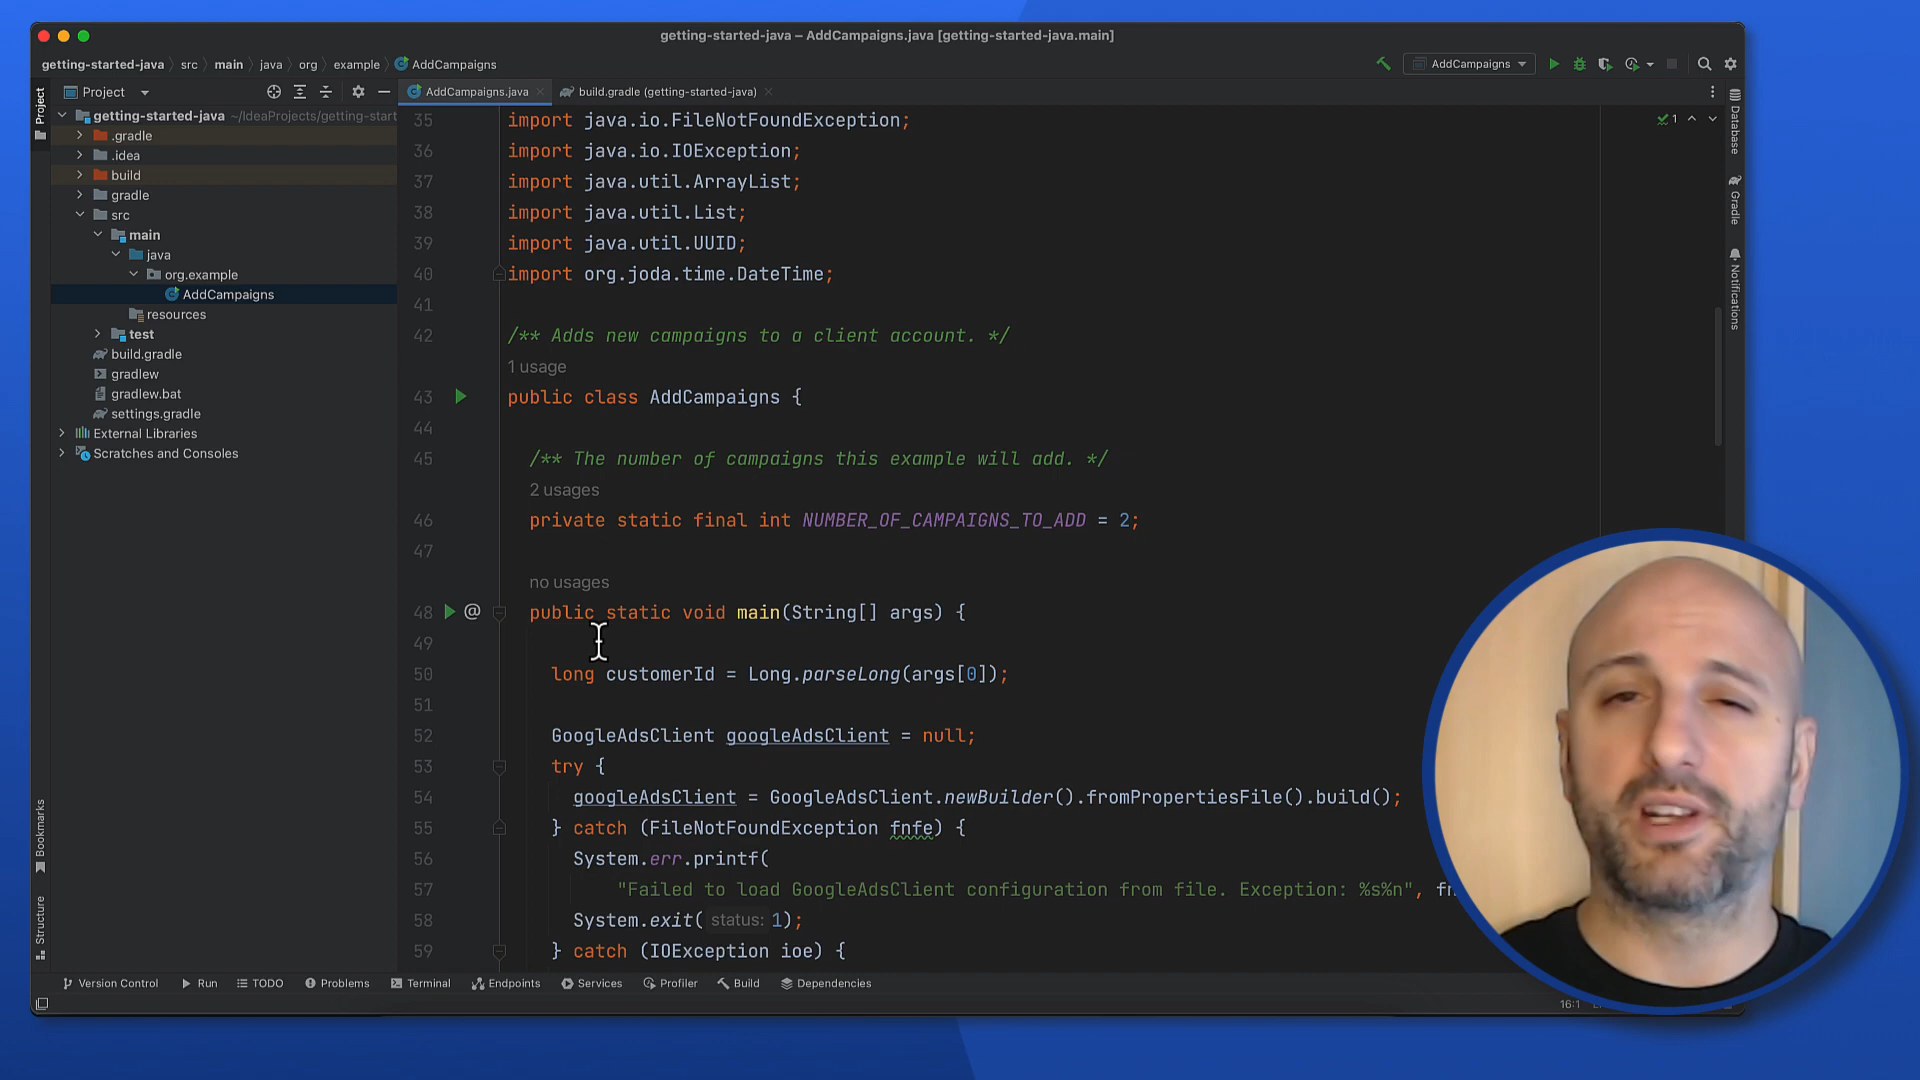 getting-started-java – AddCampaigns.java [getting-started-java.main]
getting-started-java src main java org example AddCampaigns
AddCampaigns
Project
AddCampaigns.java
build.gradle (getting-started-java)
Project
getting-started-java ~/IdeaProjects/getting-start
.gradle
.idea
build
gradle
src
main
java
org.example
AddCampaigns
resources
test
build.gradle
gradlew
gradlew.bat
settings.gradle
External Libraries
Scratches and Consoles
Bookmarks
Structure
35 import java.io.FileNotFoundException;
36 import java.io.IOException;
37 import java.util.ArrayList;
38 import java.util.List;
39 import java.util.UUID;
40 import org.joda.time.DateTime;
41
42 /** Adds new campaigns to a client account. */
1 usage
43 public class AddCampaigns {
44
45 /** The number of campaigns this example will add. */
2 usages
46 private static final int NUMBER_OF_CAMPAIGNS_TO_ADD = 2;
47
no usages
48 @ public static void main(String[] args) {
49
50 long customerId = Long.parseLong(args[0]);
51
52 GoogleAdsClient googleAdsClient = null;
53 try {
54 googleAdsClient = GoogleAdsClient.newBuilder().fromPropertiesFile().build();
55 } catch (FileNotFoundException fnfe) {
56 System.err.printf(
57 "Failed to load GoogleAdsClient configuration from file. Exception: %s%n", fn
58 System.exit( status: 1);
59 } catch (IOException ioe) {
1
Database
Gradle
Notifications
Version Control Run TODO Problems Terminal Endpoints Services Profiler Build Dependencies
16:1